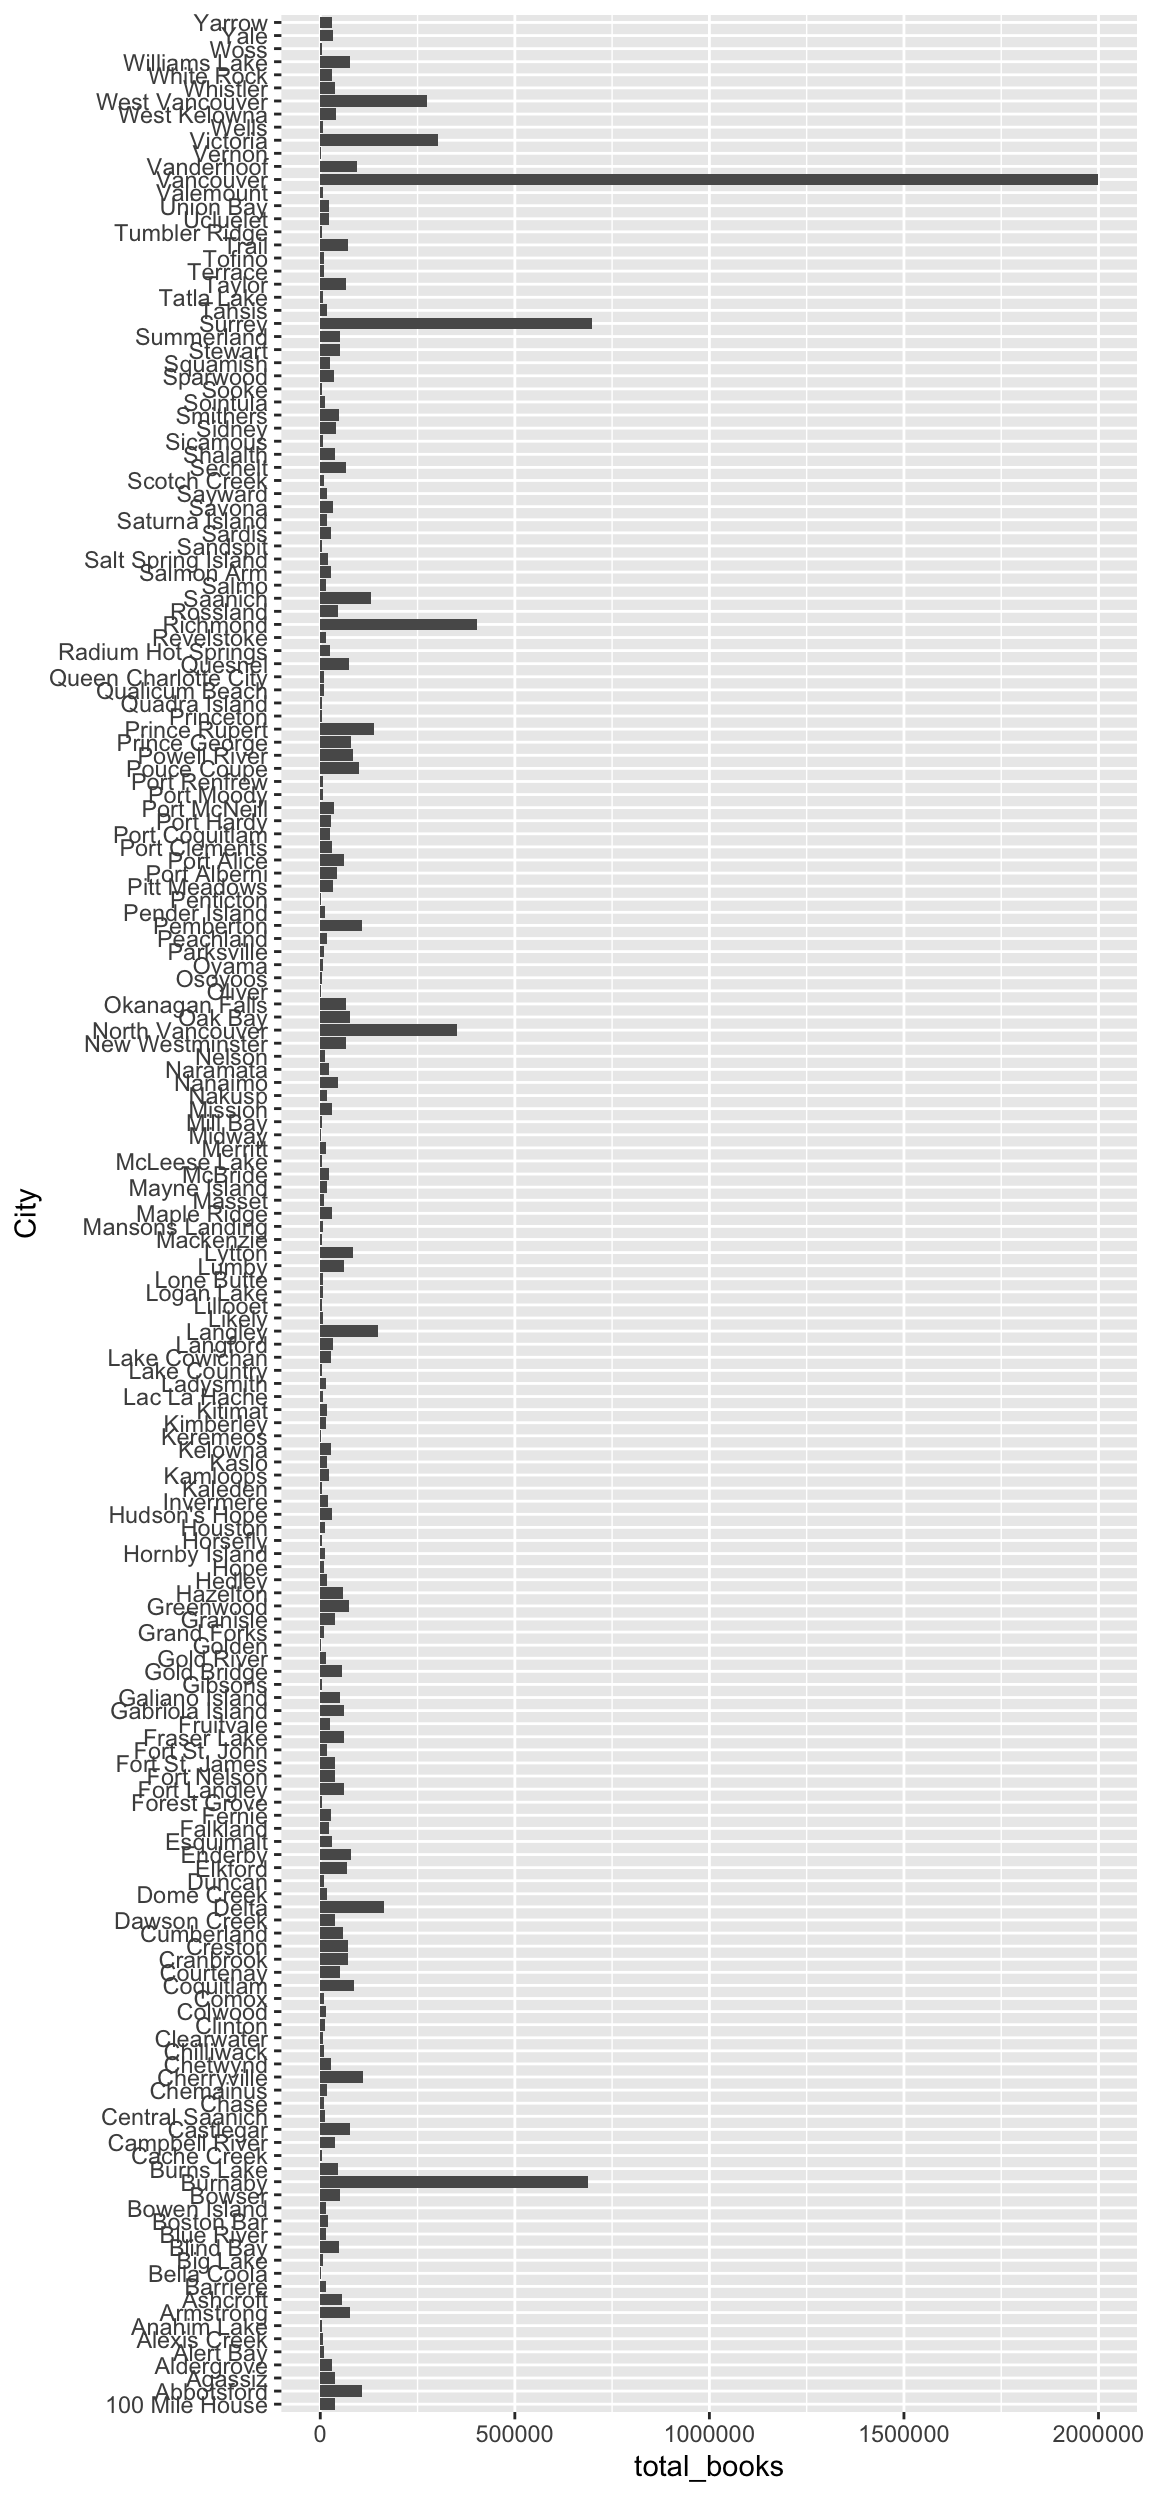 Yarrow
Yale
Woss
Williams Lake
White Rock
Whistler
West Vancouver
West Kelowna
Wells
Victoria
Vernon
Vanderhoof
Vancouver
Valemount
Union Bay
Ucluelet
Tumbler Ridge
Trail
Tofino
Terrace
Taylor
Tatla Lake
Tahsis
Surrey
Summerland
Stewart
Squamish
Sparwood
Sooke
Sointula
Smithers
Sidney
Sicamous
Shalalth
Sechelt
Scotch Creek
Sayward
Savona
Saturna Island
Sardis
Sandspit
Salt Spring Island
Salmon Arm
Salmo
Saanich
Rossland
Richmond
Revelstoke
Radium Hot Springs
Quesnel
Queen Charlotte City
Qualicum Beach
Quadra Island
Princeton
Prince Rupert
Prince George
Powell River
Pouce Coupe
Port Renfrew
Port Moody
Port McNeill
Port Hardy
Port Coquitlam
Port Clements
Port Alice
Port Alberni
Pitt Meadows
Penticton
Pender Island
Pemberton
Peachland
Parksville
Oyama
Osoyoos
Oliver
Okanagan Falls
Oak Bay
North Vancouver
New Westminster
Nelson
Naramata
Nanaimo
Nakusp
Mission
Mill Bay
Midway
Merritt
McLeese Lake
McBride
Mayne Island
Masset
Maple Ridge
Mansons Landing
Mackenzie
Lytton
Lumby
Lone Butte
Logan Lake
Lillooet
Likely
Langley
Langford
Lake Cowichan
Lake Country
Ladysmith
Lac La Hache
Kitimat
Kimberley
Keremeos
Kelowna
Kaslo
Kamloops
Kaleden
Invermere
Hudson's Hope
Houston
Horsefly
Hornby Island
Hope
Hedley
Hazelton
Greenwood
Granisle
Grand Forks
Golden
Gold River
Gold Bridge
Gibsons
Galiano Island
Gabriola Island
Fruitvale
Fraser Lake
Fort St. John
Fort St. James
Fort Nelson
Fort Langley
Forest Grove
Fernie
Falkland
Esquimalt
Enderby
Elkford
Duncan
Dome Creek
Delta
Dawson Creek
Cumberland
Creston
Cranbrook
Courtenay
Coquitlam
Comox
Colwood
Clinton
Clearwater
Chilliwack
Chetwynd
Cherryville
Chemainus
Chase
Central Saanich
Castlegar
Campbell River
Cache Creek
Burns Lake
Burnaby
Bowser
Bowen Island
Boston Bar
Blue River
Blind Bay
Big Lake
Bella Coola
Barriere
Ashcroft
Armstrong
Anahim Lake
Alexis Creek
Alert Bay
Aldergrove
Agassiz
Abbotsford
100 Mile House
City
0 500000 1000000 1500000 2000000
total_books